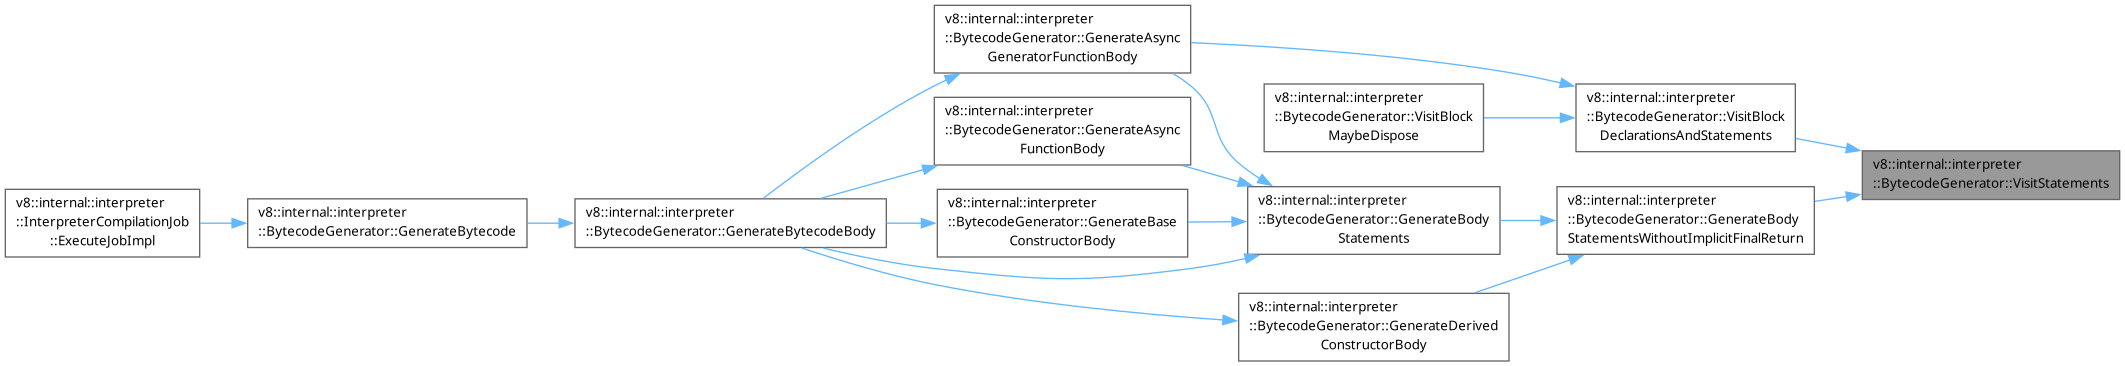 v8::internal::interpreter
::InterpreterCompilationJob
::ExecuteJobImpl
v8::internal::interpreter
::BytecodeGenerator::GenerateBytecode
v8::internal::interpreter
::BytecodeGenerator::GenerateBytecodeBody
v8::internal::interpreter
::BytecodeGenerator::GenerateAsync
GeneratorFunctionBody
v8::internal::interpreter
::BytecodeGenerator::GenerateAsync
FunctionBody
v8::internal::interpreter
::BytecodeGenerator::GenerateBase
ConstructorBody
v8::internal::interpreter
::BytecodeGenerator::VisitBlock
MaybeDispose
v8::internal::interpreter
::BytecodeGenerator::GenerateBody
Statements
v8::internal::interpreter
::BytecodeGenerator::GenerateDerived
ConstructorBody
v8::internal::interpreter
::BytecodeGenerator::VisitBlock
DeclarationsAndStatements
v8::internal::interpreter
::BytecodeGenerator::GenerateBody
StatementsWithoutImplicitFinalReturn
v8::internal::interpreter
::BytecodeGenerator::VisitStatements